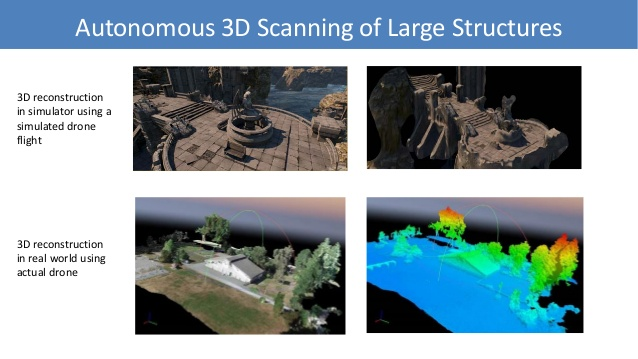 Autonomous 3D Scanning of Large Structures
3D reconstruction
in simulator using a
simulated drone
flight
3D reconstruction
in real world using
actual drone